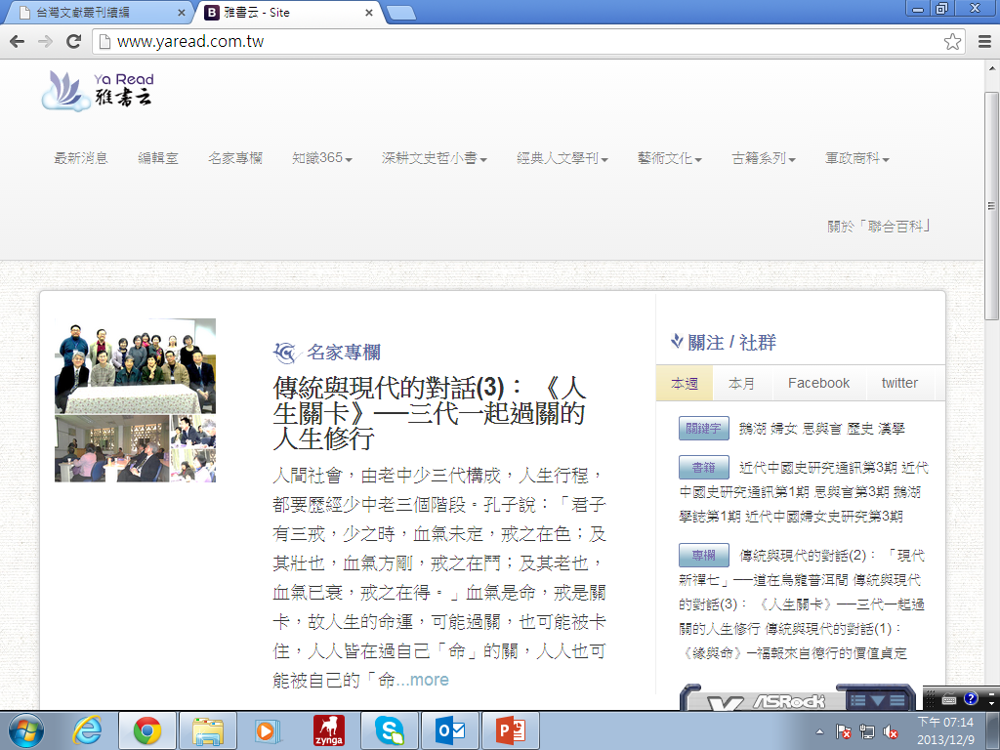 台灣文獻叢刊續編
雅書云 - Site
www.yaread.com.tw
Ya Read
雅書云
最新消息 編輯室 名家專欄 知識365 深耕文史哲小書 經典人文學刊 藝術文化 古籍系列 軍政商科
關於「聯合百科」
名家專欄
傳統與現代的對話(3)：《人
生關卡》──三代一起過關的
人生修行
人間社會，由老中少三代構成，人生行程，
都要歷經少中老三個階段。孔子說：「君子
有三戒，少之時，血氣未定，戒之在色；及
其壯也，血氣方剛，戒之在鬥；及其老也，
血氣已衰，戒之在得。」血氣是命，戒是關
卡，故人生的命運，可能過關，也可能被卡
住，人人皆在過自己「命」的關，人人也可
能被自己的「命...more
關注 / 社群
本週 本月 Facebook twitter
關鍵字 鵝湖 婦女 思與言 歷史 漢學
書籍 近代中國史研究通訊第3期 近代
中國史研究通訊第1期 思與言第3期 鵝湖
學誌第1期 近代中國婦女史研究第3期
專欄 傳統與現代的對話(2)：「現代
新禪七」──道在烏龍普洱間 傳統與現代
的對話(3)：《人生關卡》──三代一起過
關的人生修行 傳統與現代的對話(1)：
《緣與命》─福報來自德行的價值貞定
ASRock
zynga
下午 07:14
2013/12/9